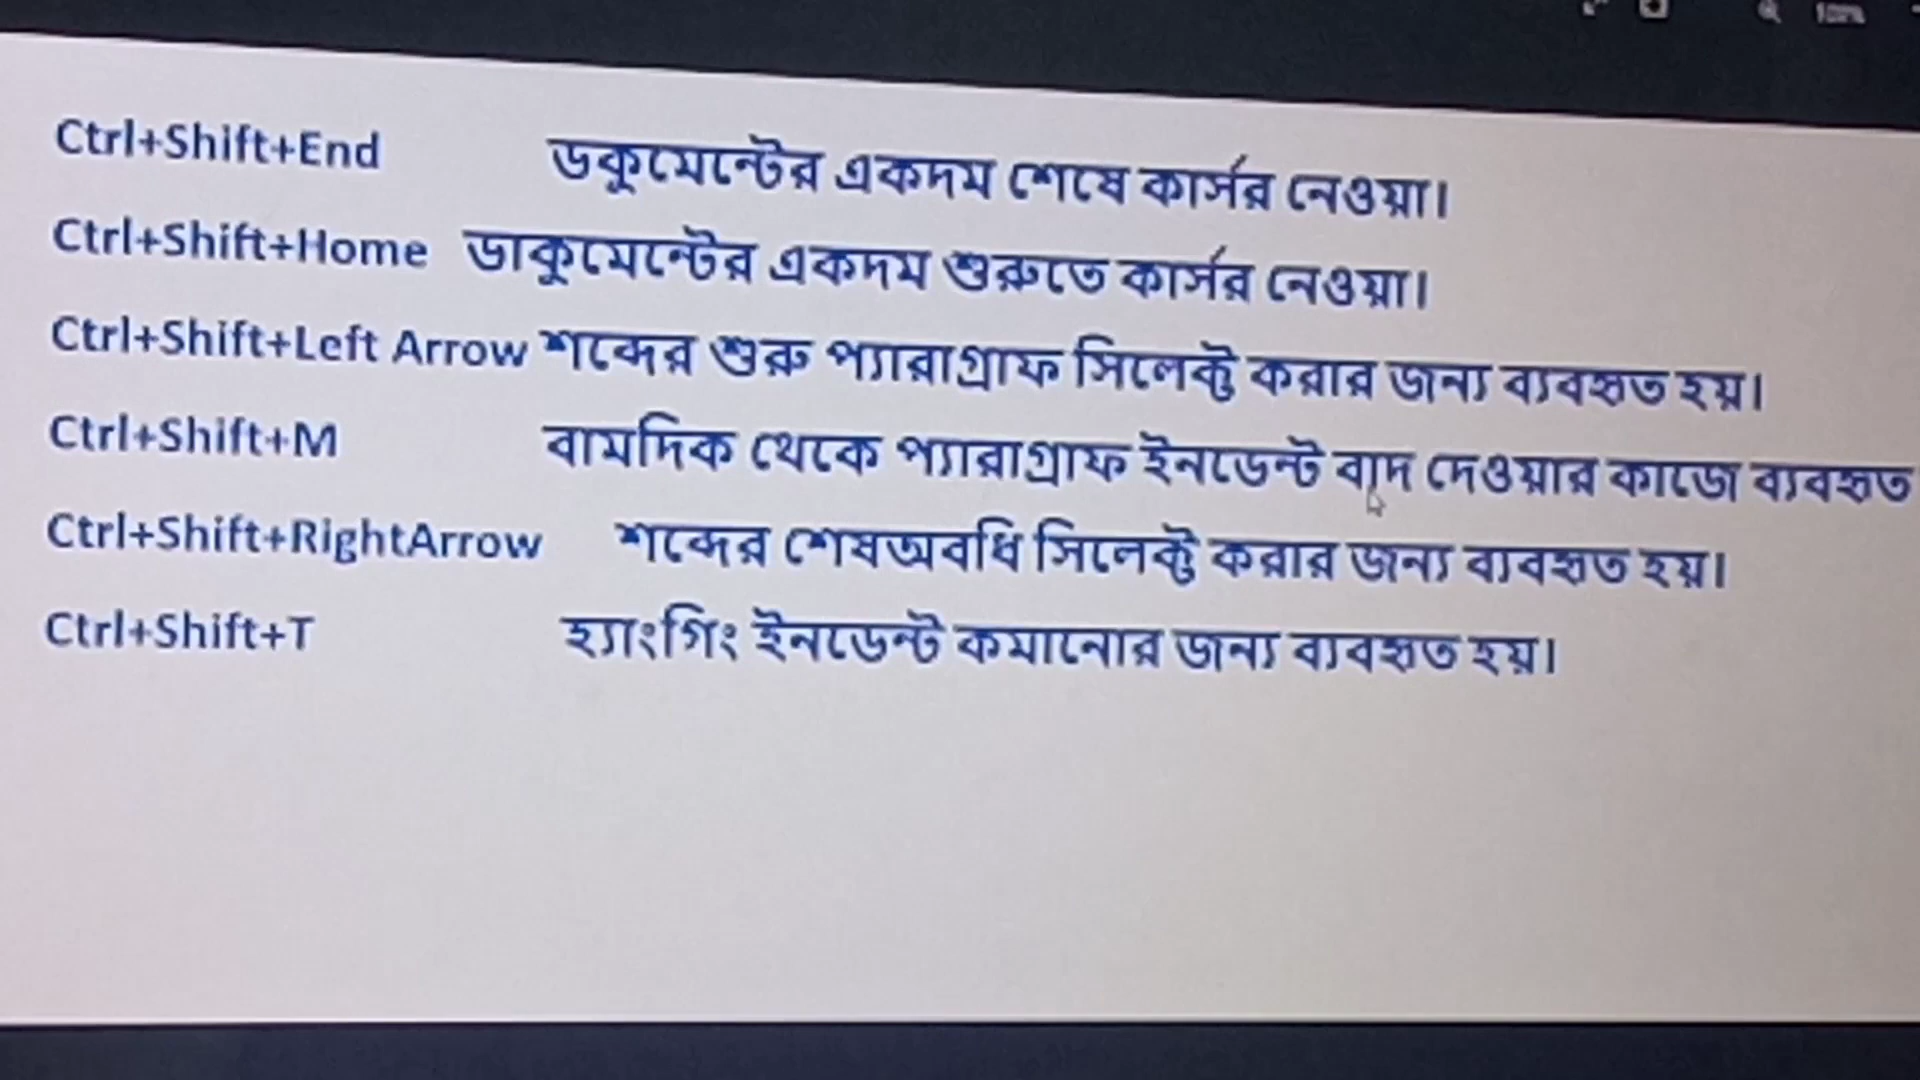 100%
Ctrl+Shift+End ডকুমেন্টের একদম শেষে কার্সর নেওয়া।
Ctrl+Shift+Home ডাকুমেন্টের একদম শুরুতে কার্সর নেওয়া।
Ctrl+Shift+Left Arrow শব্দের শুরু প্যারাগ্রাফ সিলেক্ট করার জন্য ব্যবহৃত হয়।
Ctrl+Shift+M বামদিক থেকে প্যারাগ্রাফ ইনডেন্ট বাদ দেওয়ার কাজে ব্যবহৃত
Ctrl+Shift+RightArrow শব্দের শেষঅবধি সিলেক্ট করার জন্য ব্যবহৃত হয়।
Ctrl+Shift+T হ্যাংগিং ইনডেন্ট কমানোর জন্য ব্যবহৃত হয়।